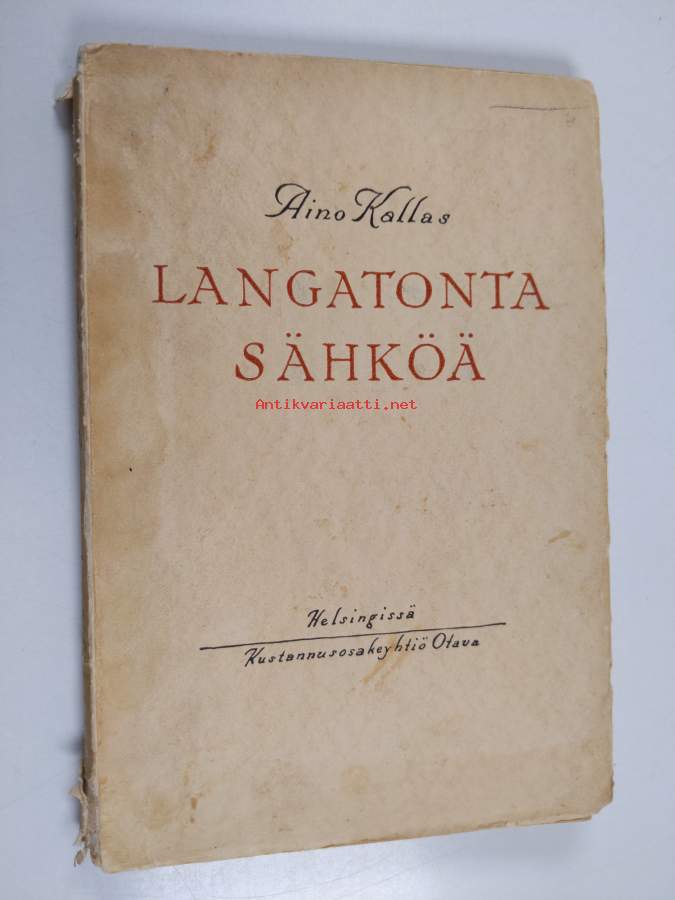 Aino Kallas
LANGATONTA
SÄHKÖÄ
Antikvariaatti.net
Helsingissä
Kustannusosakeyhtiö Otava